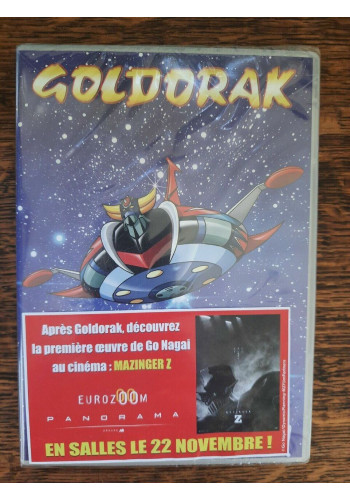 GOLDORAK
Après Goldorak, découvrez
la première œuvre de Go Nagai
au cinéma : MAZINGER Z
EUROZOOM
PANORAMA
Z
EN SALLES LE 22 NOVEMBRE !